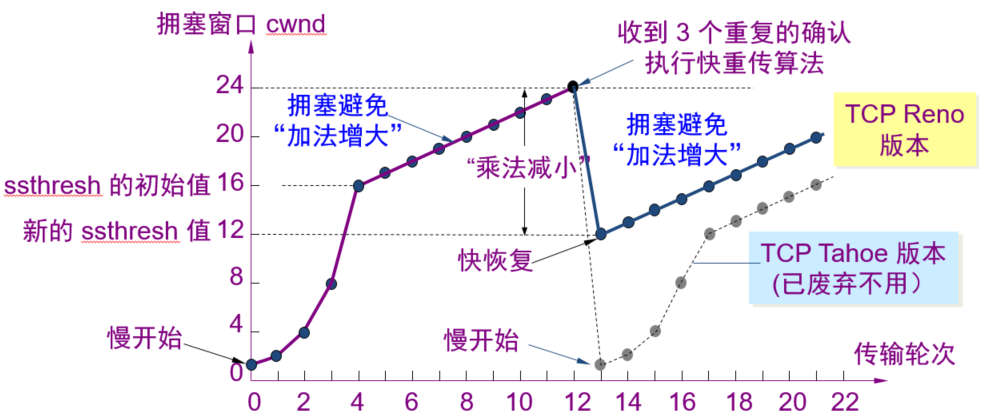 拥塞窗口 cwnd
收到 3 个重复的确认
执行快重传算法
24
拥塞避免
“加法增大”
拥塞避免
“加法增大”
TCP Reno
版本
20
“乘法减小”
ssthresh 的初始值 16
新的 ssthresh 值 12
快恢复
TCP Tahoe 版本
(已废弃不用）
8
4
慢开始
慢开始
传输轮次
0
0 2 4 6 8 10 12 14 16 18 20 22